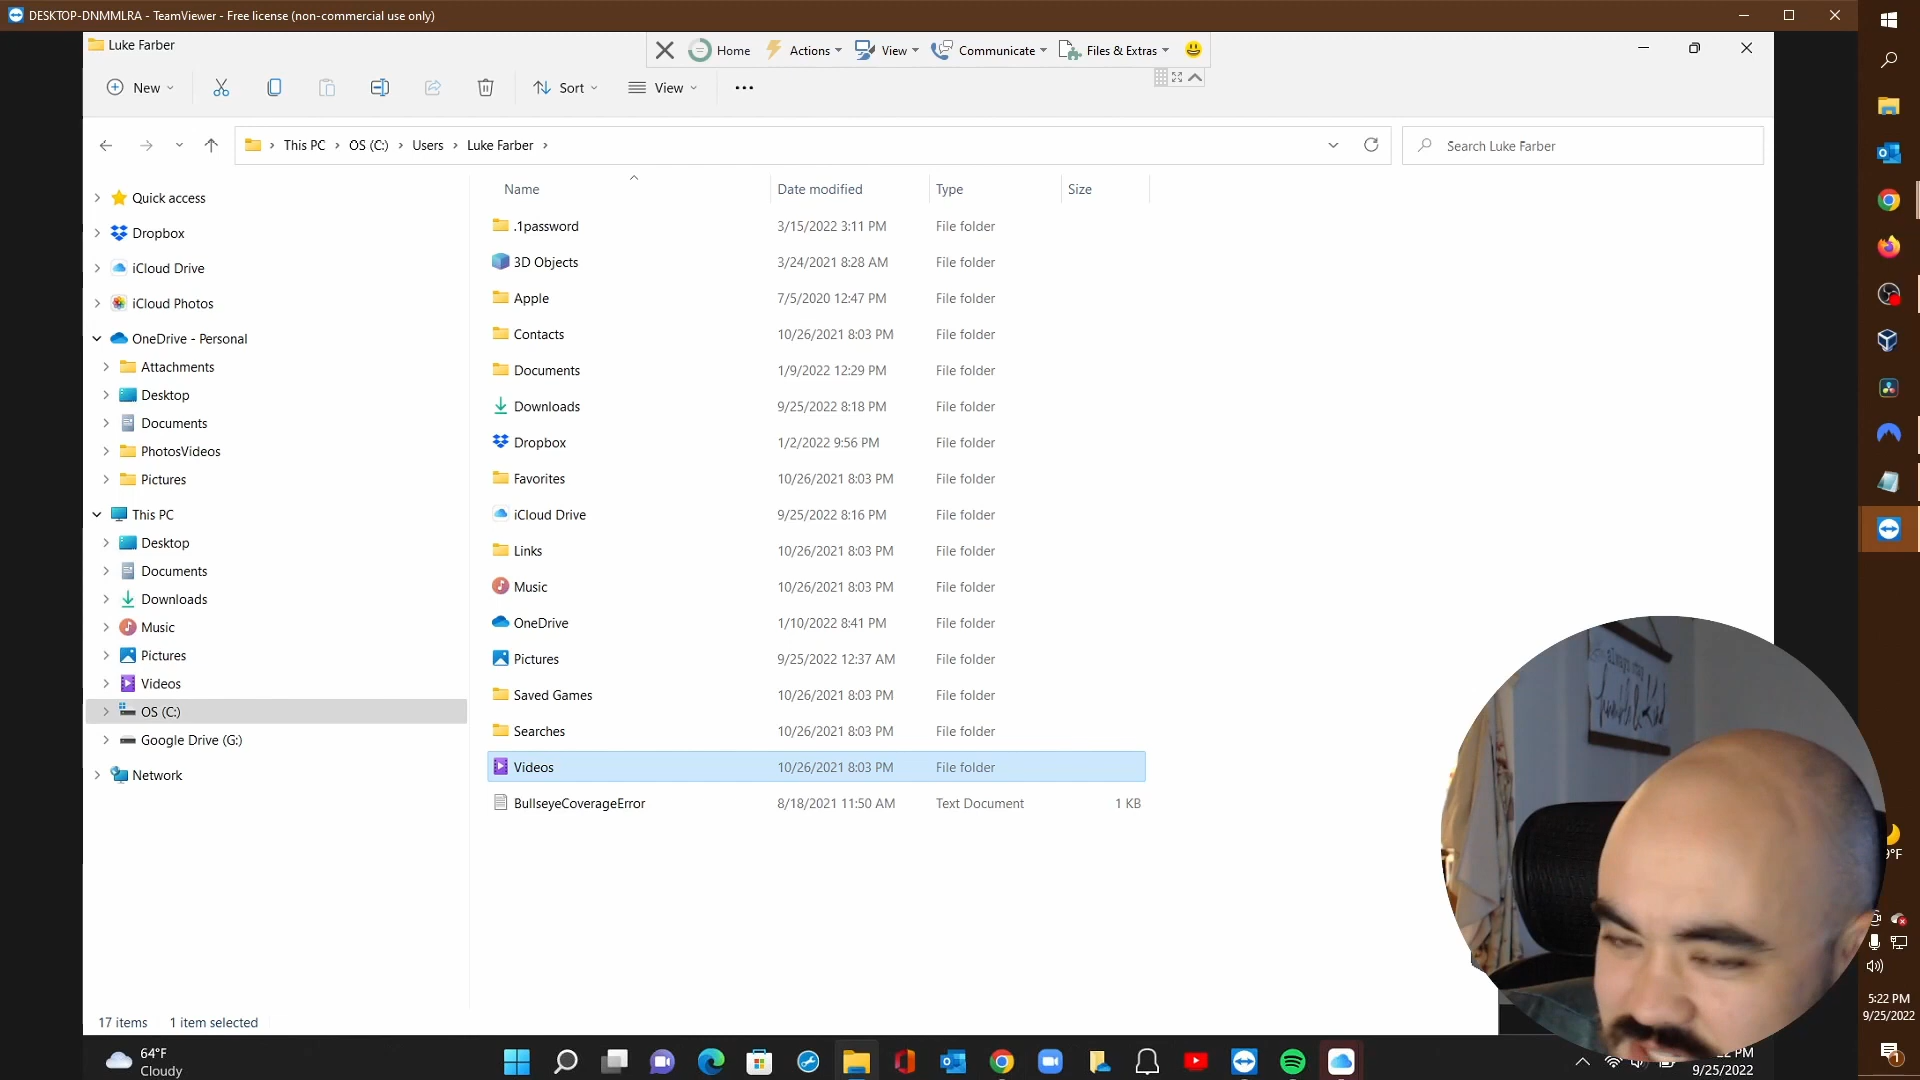 DESKTOP-DNMMLRA - TeamViewer - Free license (non-commercial use only)
Luke Farber
Home
Actions
View
Communicate
Files & Extras
New
Sort
View
This PC
OS (C:)
Users
Luke Farber
Search Luke Farber
Name
Date modified
Type
Size
Quick access
Dropbox
iCloud Drive
iCloud Photos
OneDrive - Personal
Attachments
Desktop
Documents
PhotosVideos
Pictures
This PC
Desktop
Documents
Downloads
Music
Pictures
Videos
OS (C:)
Google Drive (G:)
Network
.1password 3/15/2022 3:11 PM File folder
3D Objects 3/24/2021 8:28 AM File folder
Apple 7/5/2020 12:47 PM File folder
Contacts 10/26/2021 8:03 PM File folder
Documents 1/9/2022 12:29 PM File folder
Downloads 9/25/2022 8:18 PM File folder
Dropbox 1/2/2022 9:56 PM File folder
Favorites 10/26/2021 8:03 PM File folder
iCloud Drive 9/25/2022 8:16 PM File folder
Links 10/26/2021 8:03 PM File folder
Music 10/26/2021 8:03 PM File folder
OneDrive 1/10/2022 8:41 PM File folder
Pictures 9/25/2022 12:37 AM File folder
Saved Games 10/26/2021 8:03 PM File folder
Searches 10/26/2021 8:03 PM File folder
Videos 10/26/2021 8:03 PM File folder
BullseyeCoverageError 8/18/2021 11:50 AM Text Document 1 KB
17 items
1 item selected
64°F
Cloudy
PM
9/25/2022
5:22 PM
9/25/2022
1